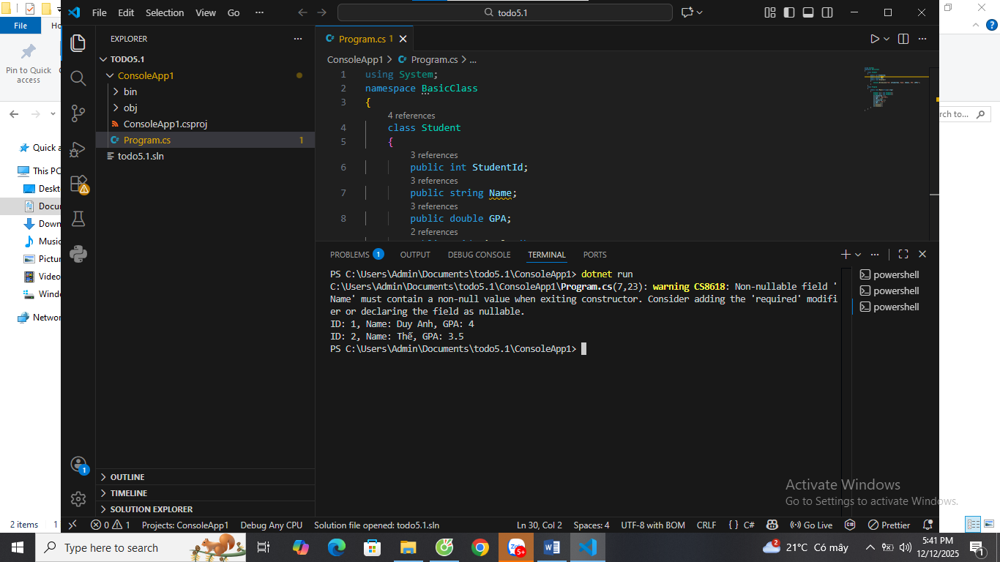 File Edit Selection View Go ···
todo5.1
File
Ho
Pin to Quick
access
Quick a
This PC
Deskt
Docu
Down
Music
Pictur
Video
Wind
Networ
2 items
1
rch to...
EXPLORER
TODO5.1
ConsoleApp1
bin
obj
ConsoleApp1.csproj
Program.cs 1
todo5.1.sln
OUTLINE
TIMELINE
SOLUTION EXPLORER
Program.cs 1
ConsoleApp1 > Program.cs > ...
1 using System;
2 namespace BasicClass
3 {
4 references
4 class Student
5 {
3 references
6 public int StudentId;
3 references
7 public string Name;
3 references
8 public double GPA;
2 references
PROBLEMS 1 OUTPUT DEBUG CONSOLE TERMINAL PORTS
PS C:\Users\Admin\Documents\todo5.1\ConsoleApp1> dotnet run
C:\Users\Admin\Documents\todo5.1\ConsoleApp1\Program.cs(7,23): warning CS8618: Non-nullable field '
Name' must contain a non-null value when exiting constructor. Consider adding the 'required' modifi
er or declaring the field as nullable.
ID: 1, Name: Duy Anh, GPA: 4
ID: 2, Name: Thế, GPA: 3.5
PS C:\Users\Admin\Documents\todo5.1\ConsoleApp1>
powershell
powershell
powershell
1
Activate Windows
Go to Settings to activate Windows.
0 1 Projects: ConsoleApp1 Debug Any CPU Solution file opened: todo5.1.sln Ln 30, Col 2 Spaces: 4 UTF-8 with BOM CRLF { } C# Go Live Prettier
Type here to search
5+
2
21°C Có mây
5:41 PM
12/12/2025
1